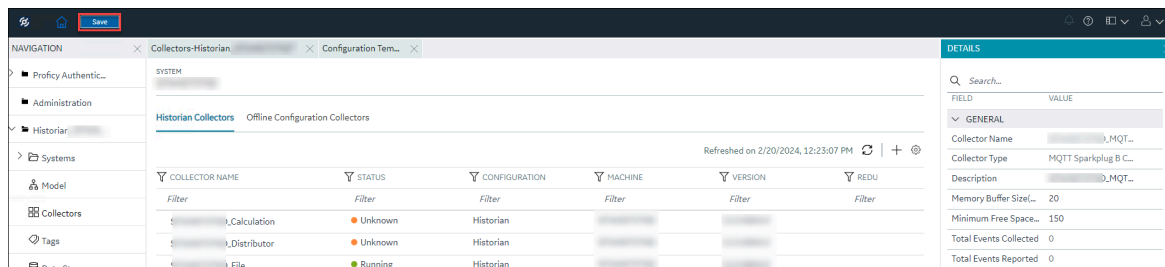 Save
NAVIGATION
Collectors-Historian
Configuration Tem...
DETAILS
Proficy Authentic...
Administration
Historian
Systems
Model
Collectors
Tags
SYSTEM
Historian Collectors Offline Configuration Collectors
Refreshed on 2/20/2024, 12:23:07 PM
COLLECTOR NAME STATUS CONFIGURATION MACHINE VERSION REDU
Filter Filter Filter Filter Filter Filter
_Calculation Unknown Historian
_Distributor Unknown Historian
_File Running Historian
Search...
FIELD VALUE
GENERAL
Collector Name _MQT...
Collector Type MQTT Sparkplug B C...
Description _MQT...
Memory Buffer Size(... 20
Minimum Free Space... 150
Total Events Collected 0
Total Events Reported 0